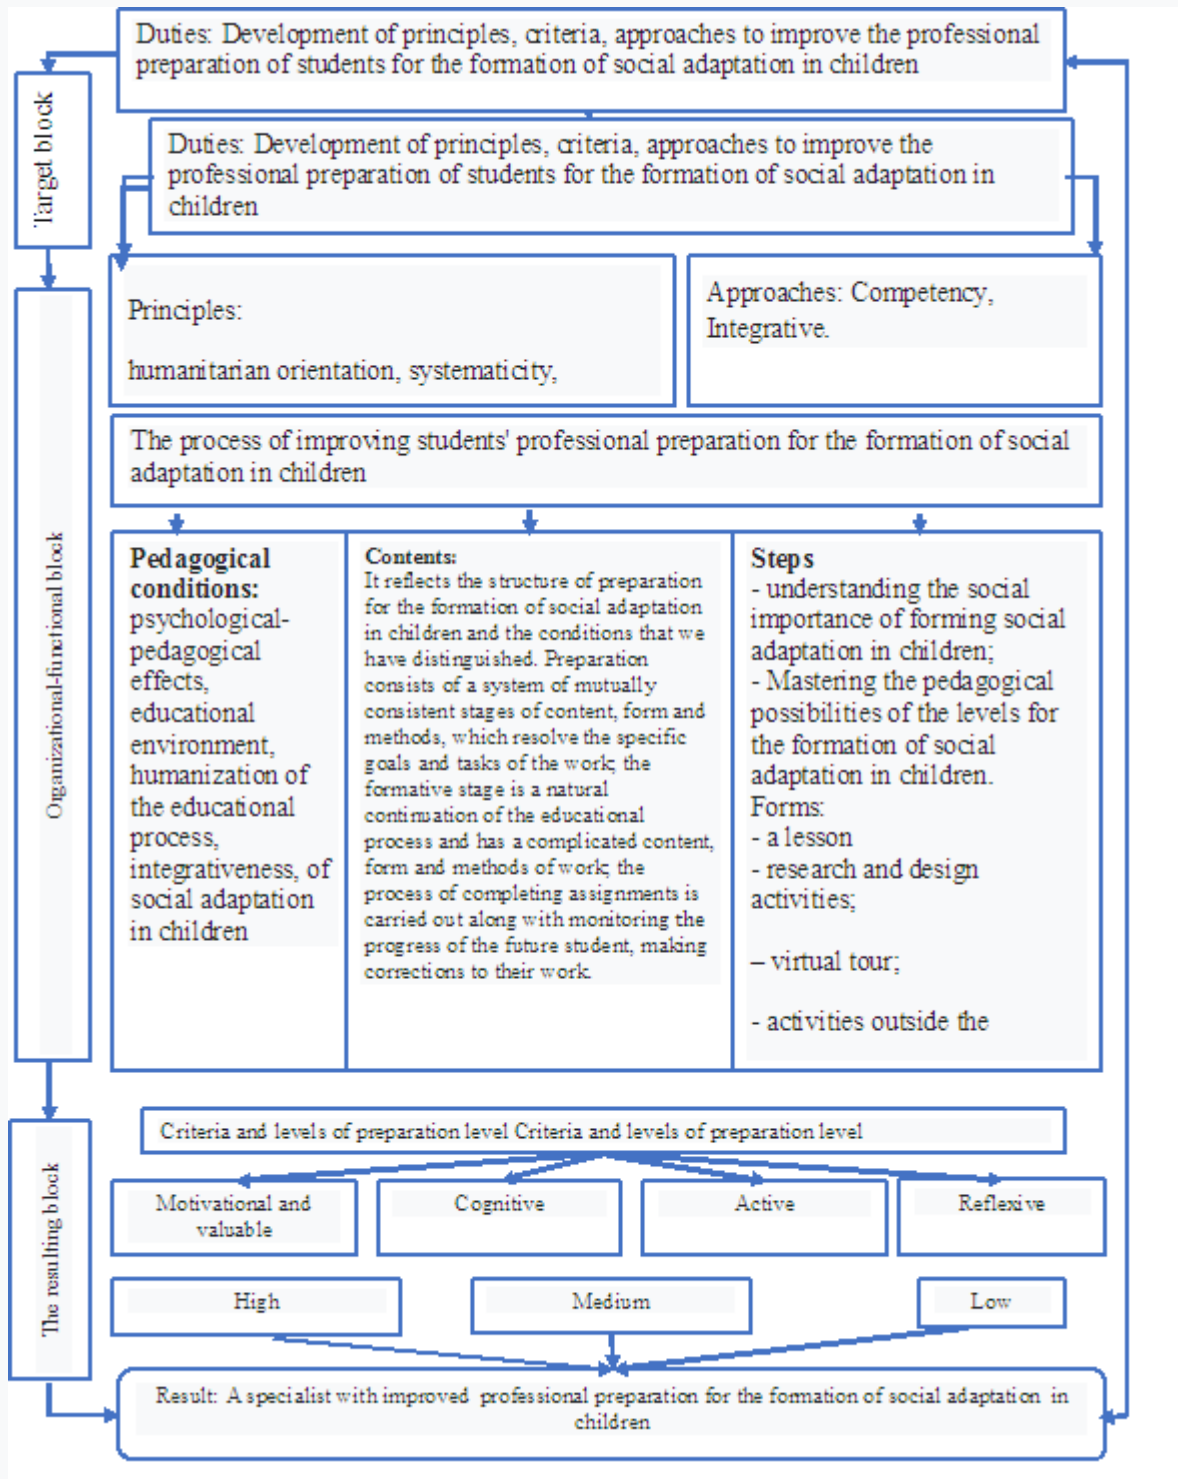 Duties: Development of principles, criteria, approaches to improve the professional
preparation of students for the formation of social adaptation in children
Target block
Duties: Development of principles, criteria, approaches to improve the
professional preparation of students for the formation of social adaptation in
children
Organizational-functional block
Principles:
humanitarian orientation, systematicity,
Approaches: Competency,
Integrative.
The process of improving students' professional preparation for the formation of social
adaptation in children
Pedagogical
conditions:
psychological-
pedagogical
effects,
educational
environment,
humanization of
the educational
process,
integrativeness, of
social adaptation
in children
Contents:
It reflects the structure of preparation
for the formation of social adaptation
in children and the conditions that we
have distinguished. Preparation
consists of a system of mutually
consistent stages of content, form and
methods, which resolve the specific
goals and tasks of the work; the
formative stage is a natural
continuation of the educational
process and has a complicated content,
form and methods of work; the
process of completing assignments is
carried out along with monitoring the
progress of the future student, making
corrections to their work.
Steps
- understanding the social
importance of forming social
adaptation in children;
- Mastering the pedagogical
possibilities of the levels for
the formation of social
adaptation in children.
Forms:
- a lesson
- research and design
activities;
– virtual tour;
- activities outside the
The resulting block
Criteria and levels of preparation level Criteria and levels of preparation level
Motivational and
valuable
Cognitive
Active
Reflexive
High
Medium
Low
Result: A specialist with improved professional preparation for the formation of social adaptation in
children